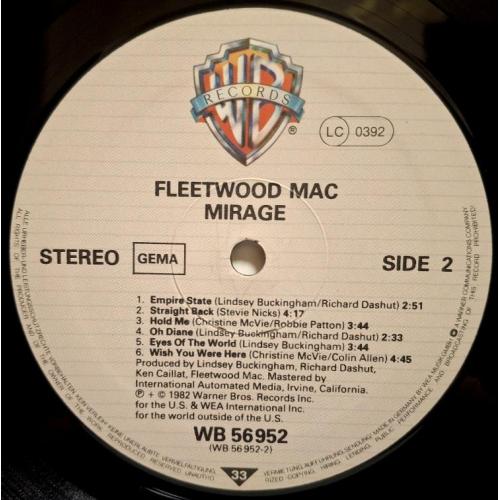 RECORDS
®
LC 0392
FLEETWOOD MAC
MIRAGE
STEREO
GEMA
SIDE 2
1. Empire State (Lindsey Buckingham/Richard Dashut) 2:51
2. Straight Back (Stevie Nicks) 4:17
3. Hold Me (Christine McVie/Robbie Patton) 3:44
4. Oh Diane (Lindsey Buckingham/Richard Dashut) 2:33
5. Eyes Of The World (Lindsey Buckingham) 3:44
6. Wish You Were Here (Christine McVie/Colin Allen) 4:45
Produced by Lindsey Buckingham, Richard Dashut,
Ken Caillat, Fleetwood Mac. Mastered by
International Automated Media, Irvine, California.
℗ + © 1982 Warner Bros. Records Inc.
for the U.S. & WEA International Inc.
for the world outside of the U.S.
WB 56952
(WB 56 952-2)
33